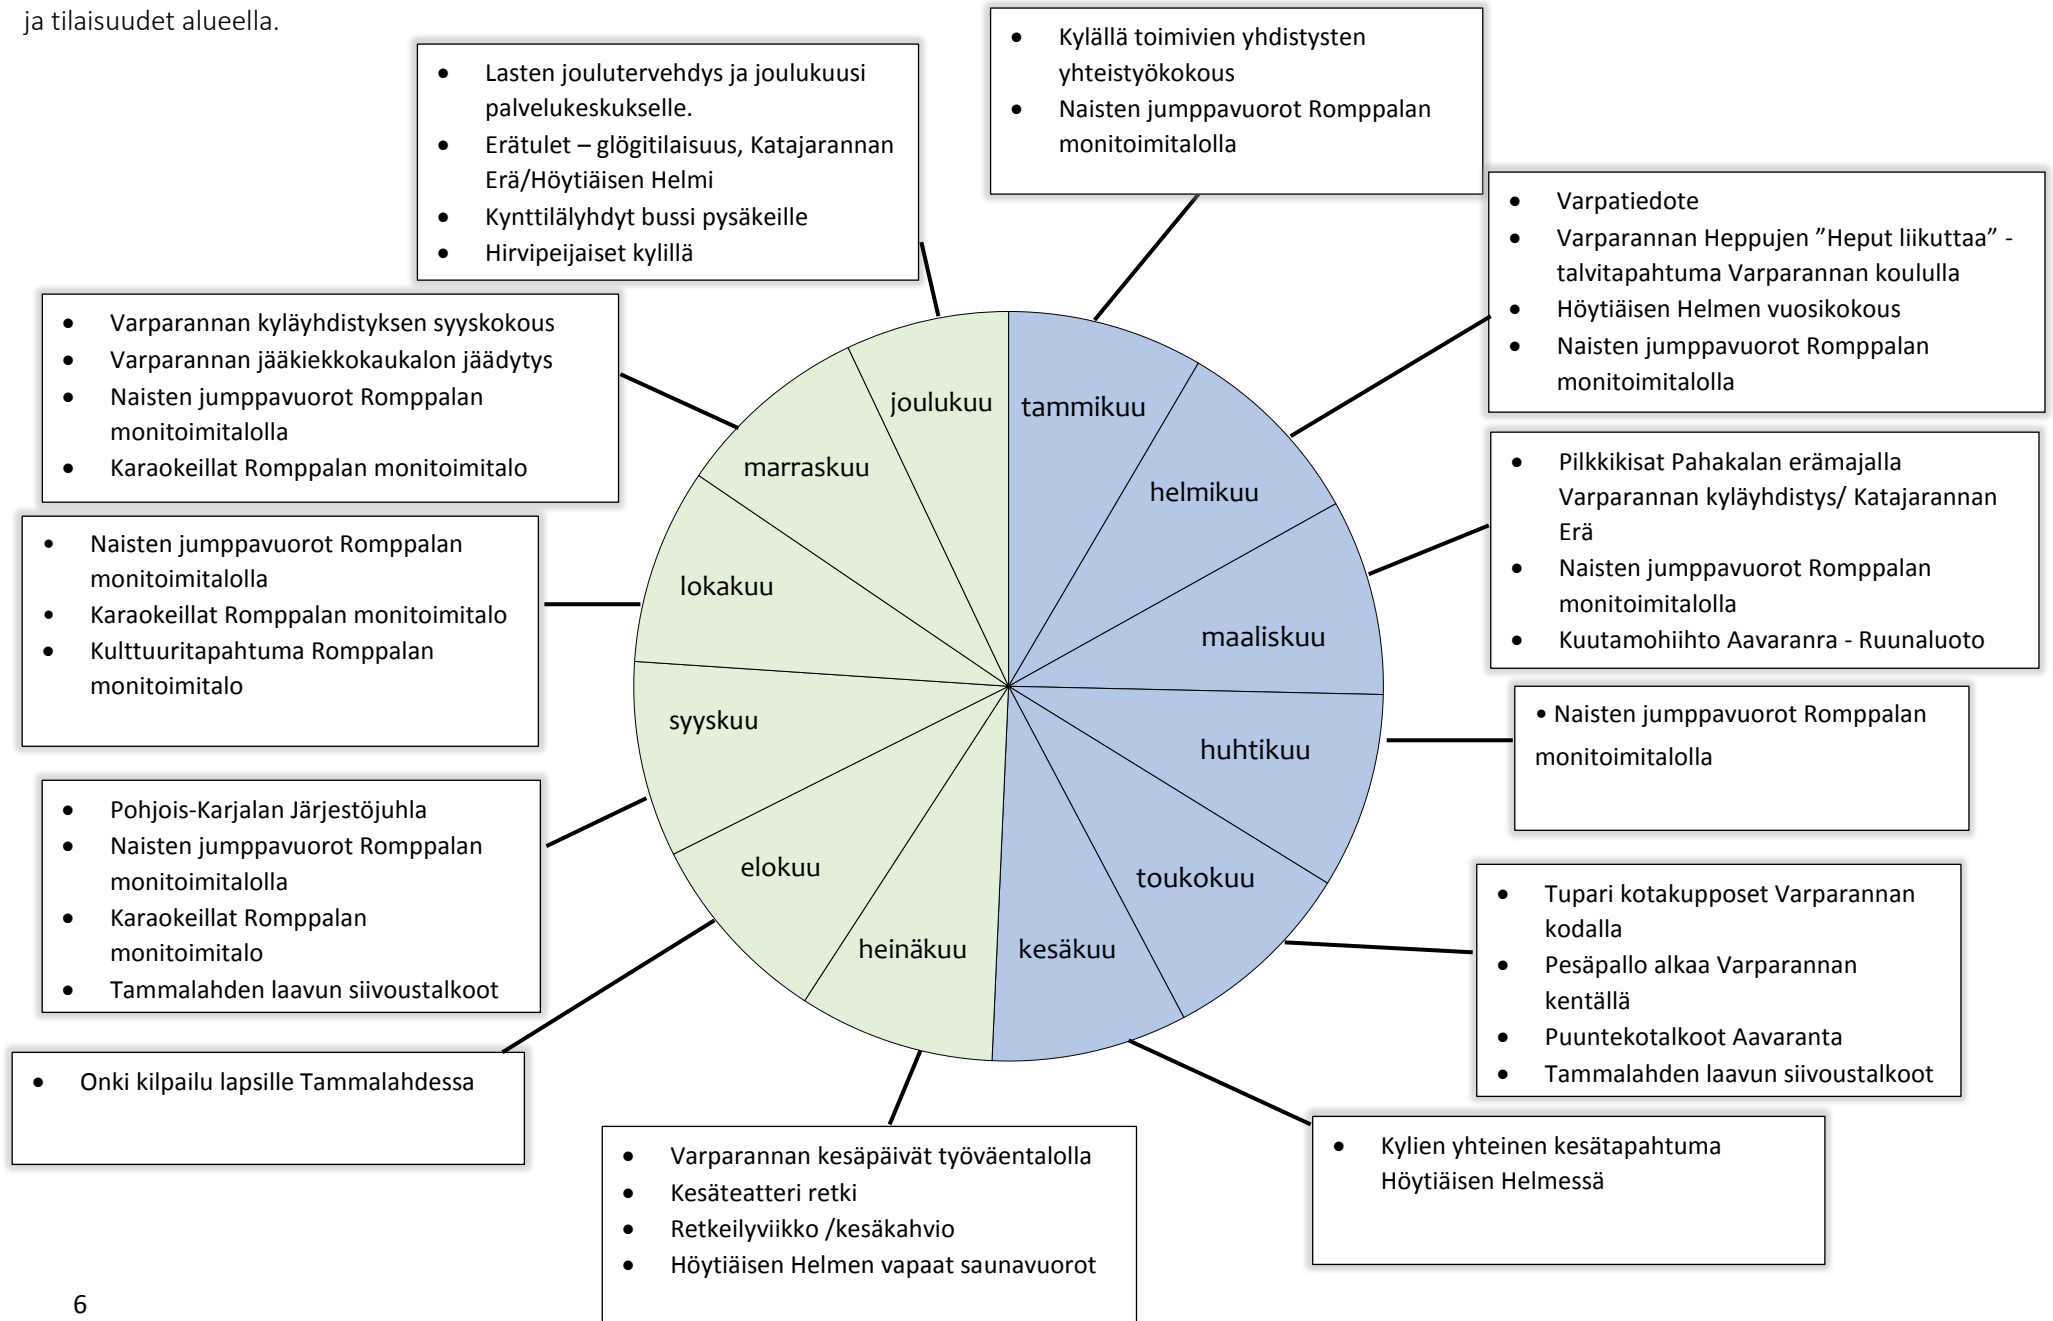 ja tilaisuudet alueella.
• Lasten joulutervehdys ja joulukuusi
palvelukeskukselle.
• Erätulet – glögitilaisuus, Katajarannan
Erä/Höytiäisen Helmi
• Kynttilälyhdyt bussi pysäkeille
• Hirvipeijaiset kylillä
• Kylällä toimivien yhdistysten
yhteistyökokous
• Naisten jumppavuorot Romppalan
monitoimitalolla
• Varpatiedote
• Varparannan Heppujen ”Heput liikuttaa” -
talvitapahtuma Varparannan koululla
• Höytiäisen Helmen vuosikokous
• Naisten jumppavuorot Romppalan
monitoimitalolla
• Pilkkikisat Pahakalan erämajalla
Varparannan kyläyhdistys/ Katajarannan
Erä
• Naisten jumppavuorot Romppalan
monitoimitalolla
• Kuutamohiihto Aavaranra - Ruunaluoto
• Naisten jumppavuorot Romppalan
monitoimitalolla
• Tupari kotakupposet Varparannan
kodalla
• Pesäpallo alkaa Varparannan
kentällä
• Puuntekotalkoot Aavaranta
• Tammalahden laavun siivoustalkoot
• Kylien yhteinen kesätapahtuma
Höytiäisen Helmessä
• Varparannan kesäpäivät työväentalolla
• Kesäteatteri retki
• Retkeilyviikko /kesäkahvio
• Höytiäisen Helmen vapaat saunavuorot
• Onki kilpailu lapsille Tammalahdessa
• Pohjois-Karjalan Järjestöjuhla
• Naisten jumppavuorot Romppalan
monitoimitalolla
• Karaokeillat Romppalan
monitoimitalo
• Tammalahden laavun siivoustalkoot
• Naisten jumppavuorot Romppalan
monitoimitalolla
• Karaokeillat Romppalan monitoimitalo
• Kulttuuritapahtuma Romppalan
monitoimitalo
• Varparannan kyläyhdistyksen syyskokous
• Varparannan jääkiekkokaukalon jäädytys
• Naisten jumppavuorot Romppalan
monitoimitalolla
• Karaokeillat Romppalan monitoimitalo
tammikuu
helmikuu
maaliskuu
huhtikuu
toukokuu
kesäkuu
heinäkuu
elokuu
syyskuu
lokakuu
marraskuu
joulukuu
6